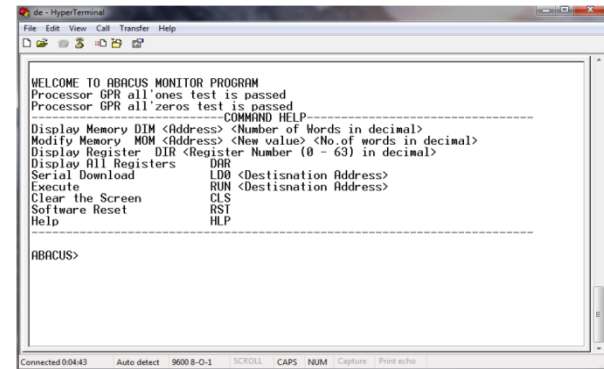 de - HyperTerminal
File Edit View Call Transfer Help
WELCOME TO ABACUS MONITOR PROGRAM
Processor GPR all'ones test is passed
Processor GPR all'zeros test is passed
-----------------------------COMMAND HELP-----------------------------
Display Memory DIM <Address> <Number of Words in decimal>
Modify Memory MOM <Address> <New value> <No.of words in decimal>
Display Register DIR <Register Number (0 - 63) in decimal>
Display All Registers DAR
Serial Download LD0 <Destisnation Address>
Execute RUN <Destisnation Address>
Clear the Screen CLS
Software Reset RST
Help HLP
----------------------------------------------------------------------
ABACUS>
Connected 0:04:43 Auto detect 9600 8-O-1 SCROLL CAPS NUM Capture Print echo